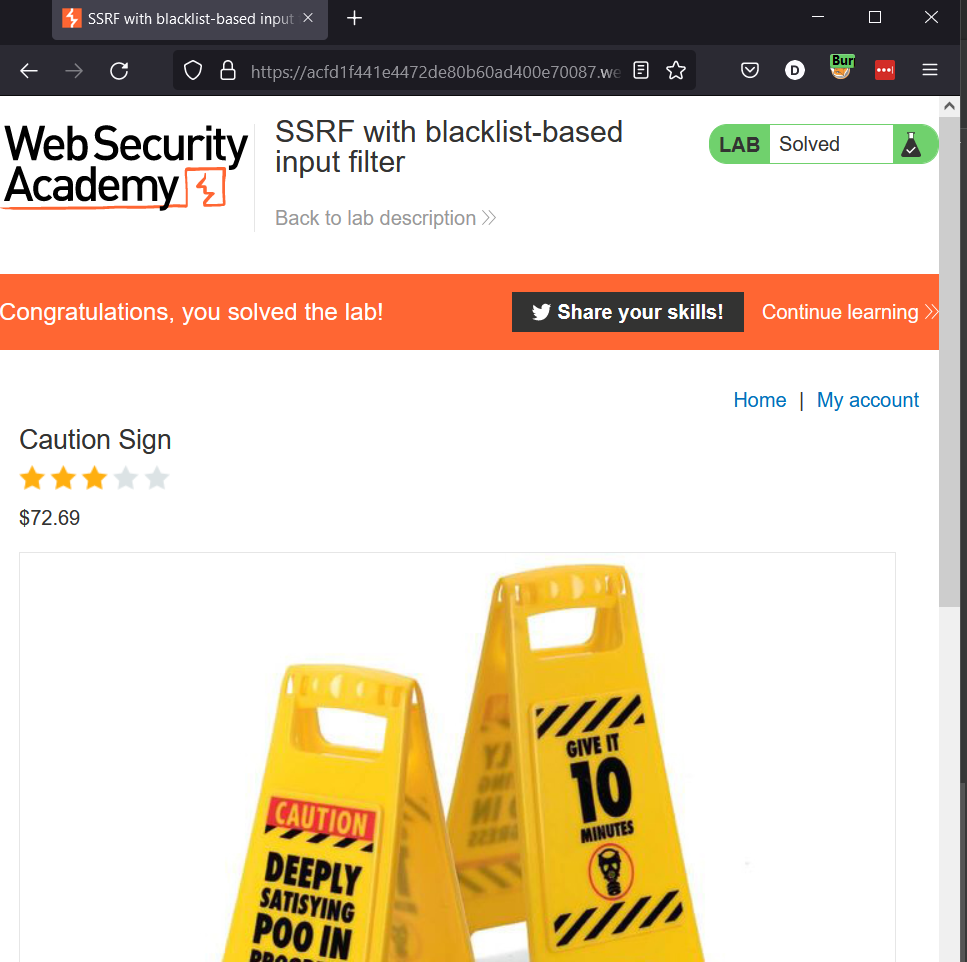 SSRF with blacklist-based input
https://acfd1f441e4472de80b60ad400e70087.we
D
Bur
Web Security
Academy
SSRF with blacklist-based
input filter
Back to lab description
LAB Solved
Congratulations, you solved the lab!
Share your skills!
Continue learning
Home | My account
Caution Sign
$72.69
GIVE IT
10
MINUTES
CAUTION
DEEPLY
SATISFYING
POO IN